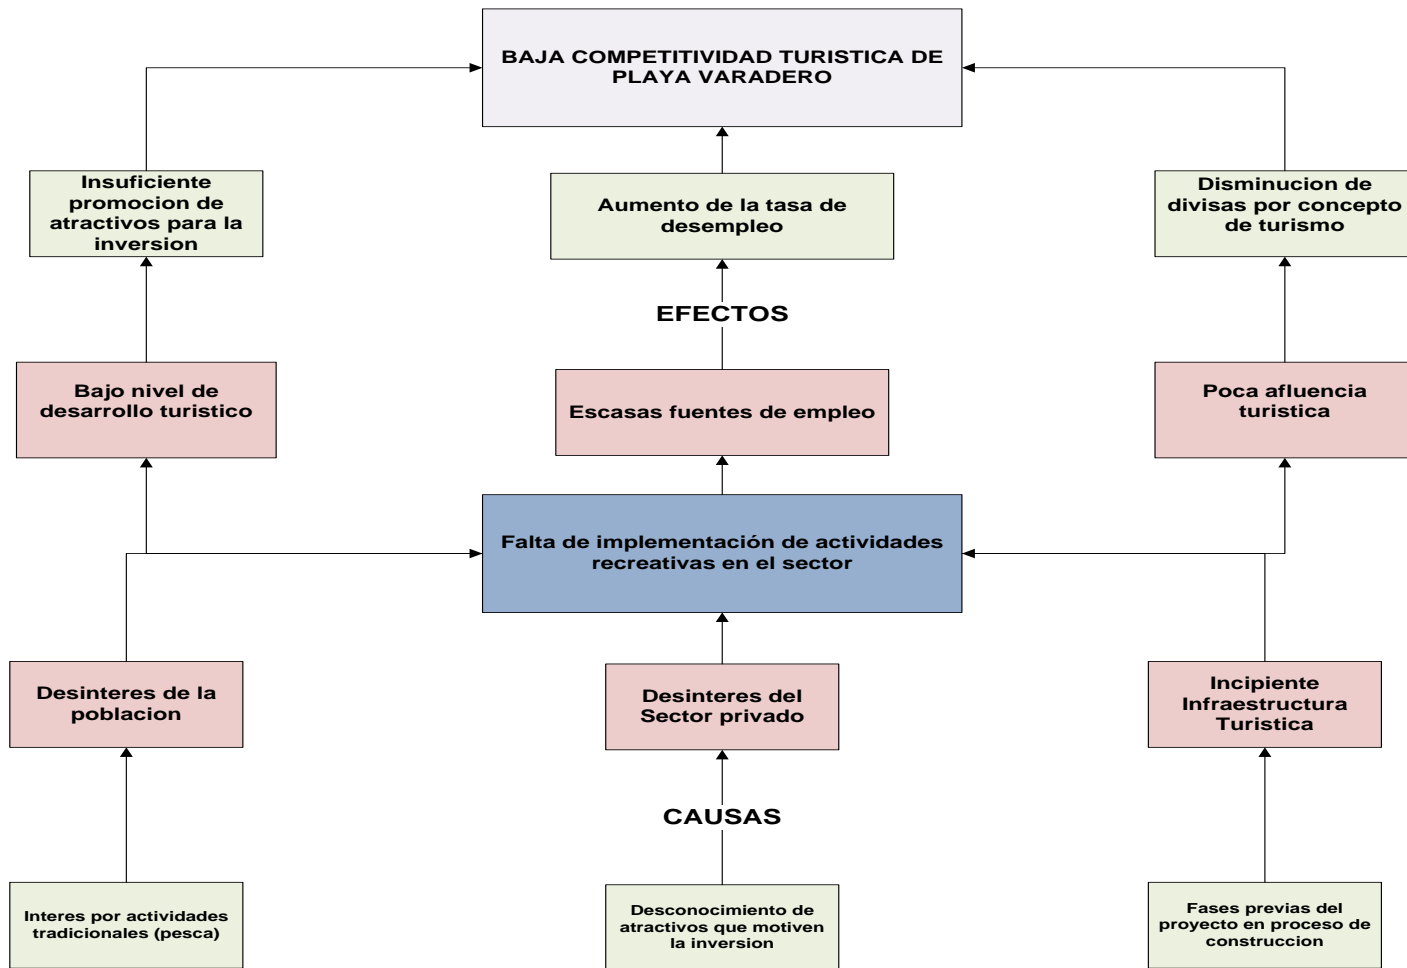 BAJA COMPETITIVIDAD TURISTICA DE
PLAYA VARADERO
Insuficiente
promocion de
atractivos para la
inversion
Aumento de la tasa de
desempleo
Disminucion de
divisas por concepto
de turismo
EFECTOS
Bajo nivel de
desarrollo turistico
Escasas fuentes de empleo
Poca afluencia
turistica
Falta de implementación de actividades
recreativas en el sector
Desinteres de la
poblacion
Desinteres del
Sector privado
Incipiente
Infraestructura
Turistica
CAUSAS
Interes por actividades
tradicionales (pesca)
Desconocimiento de
atractivos que motiven
la inversion
Fases previas del
proyecto en proceso de
construccion